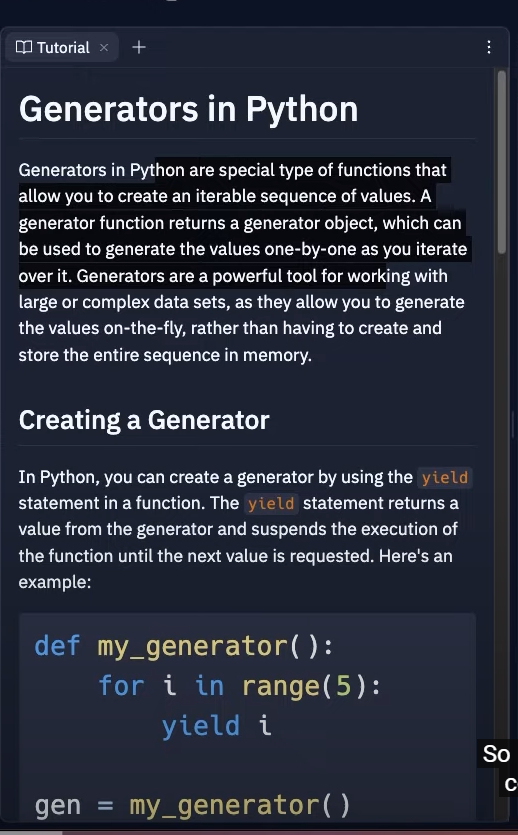 Tutorial
Generators in Python
Generators in Python are special type of functions that
allow you to create an iterable sequence of values. A
generator function returns a generator object, which can
be used to generate the values one-by-one as you iterate
over it. Generators are a powerful tool for working with
large or complex data sets, as they allow you to generate
the values on-the-fly, rather than having to create and
store the entire sequence in memory.
Creating a Generator
In Python, you can create a generator by using the yield
statement in a function. The yield statement returns a
value from the generator and suspends the execution of
the function until the next value is requested. Here's an
example:
def my_generator():
    for i in range(5):
        yield i
gen = my_generator()
So
c